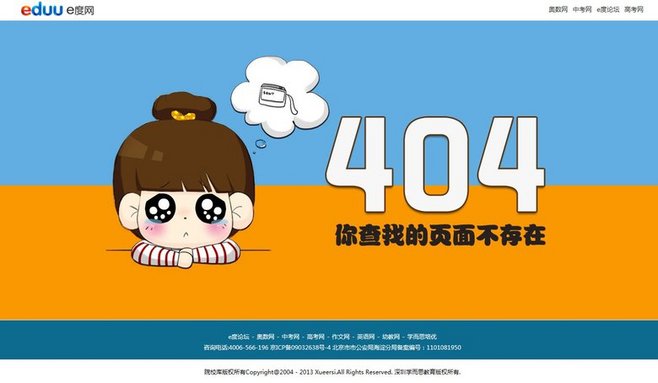 eduu e度网
奥数网 中考网 e度论坛 高考网
404
你查找的页面不存在
e度论坛 - 奥数网 - 中考网 - 高考网 - 作文网 - 英语网 - 幼教网 - 学而思培优
咨询电话:4006-566-196 京ICP备09032638号-4 北京市市公安局海淀分局备案编号：1101081950
院校库版权所有Copyright@2004 - 2013 Xueersi.All Rights Reserved. 深圳学而思教育版权所有.